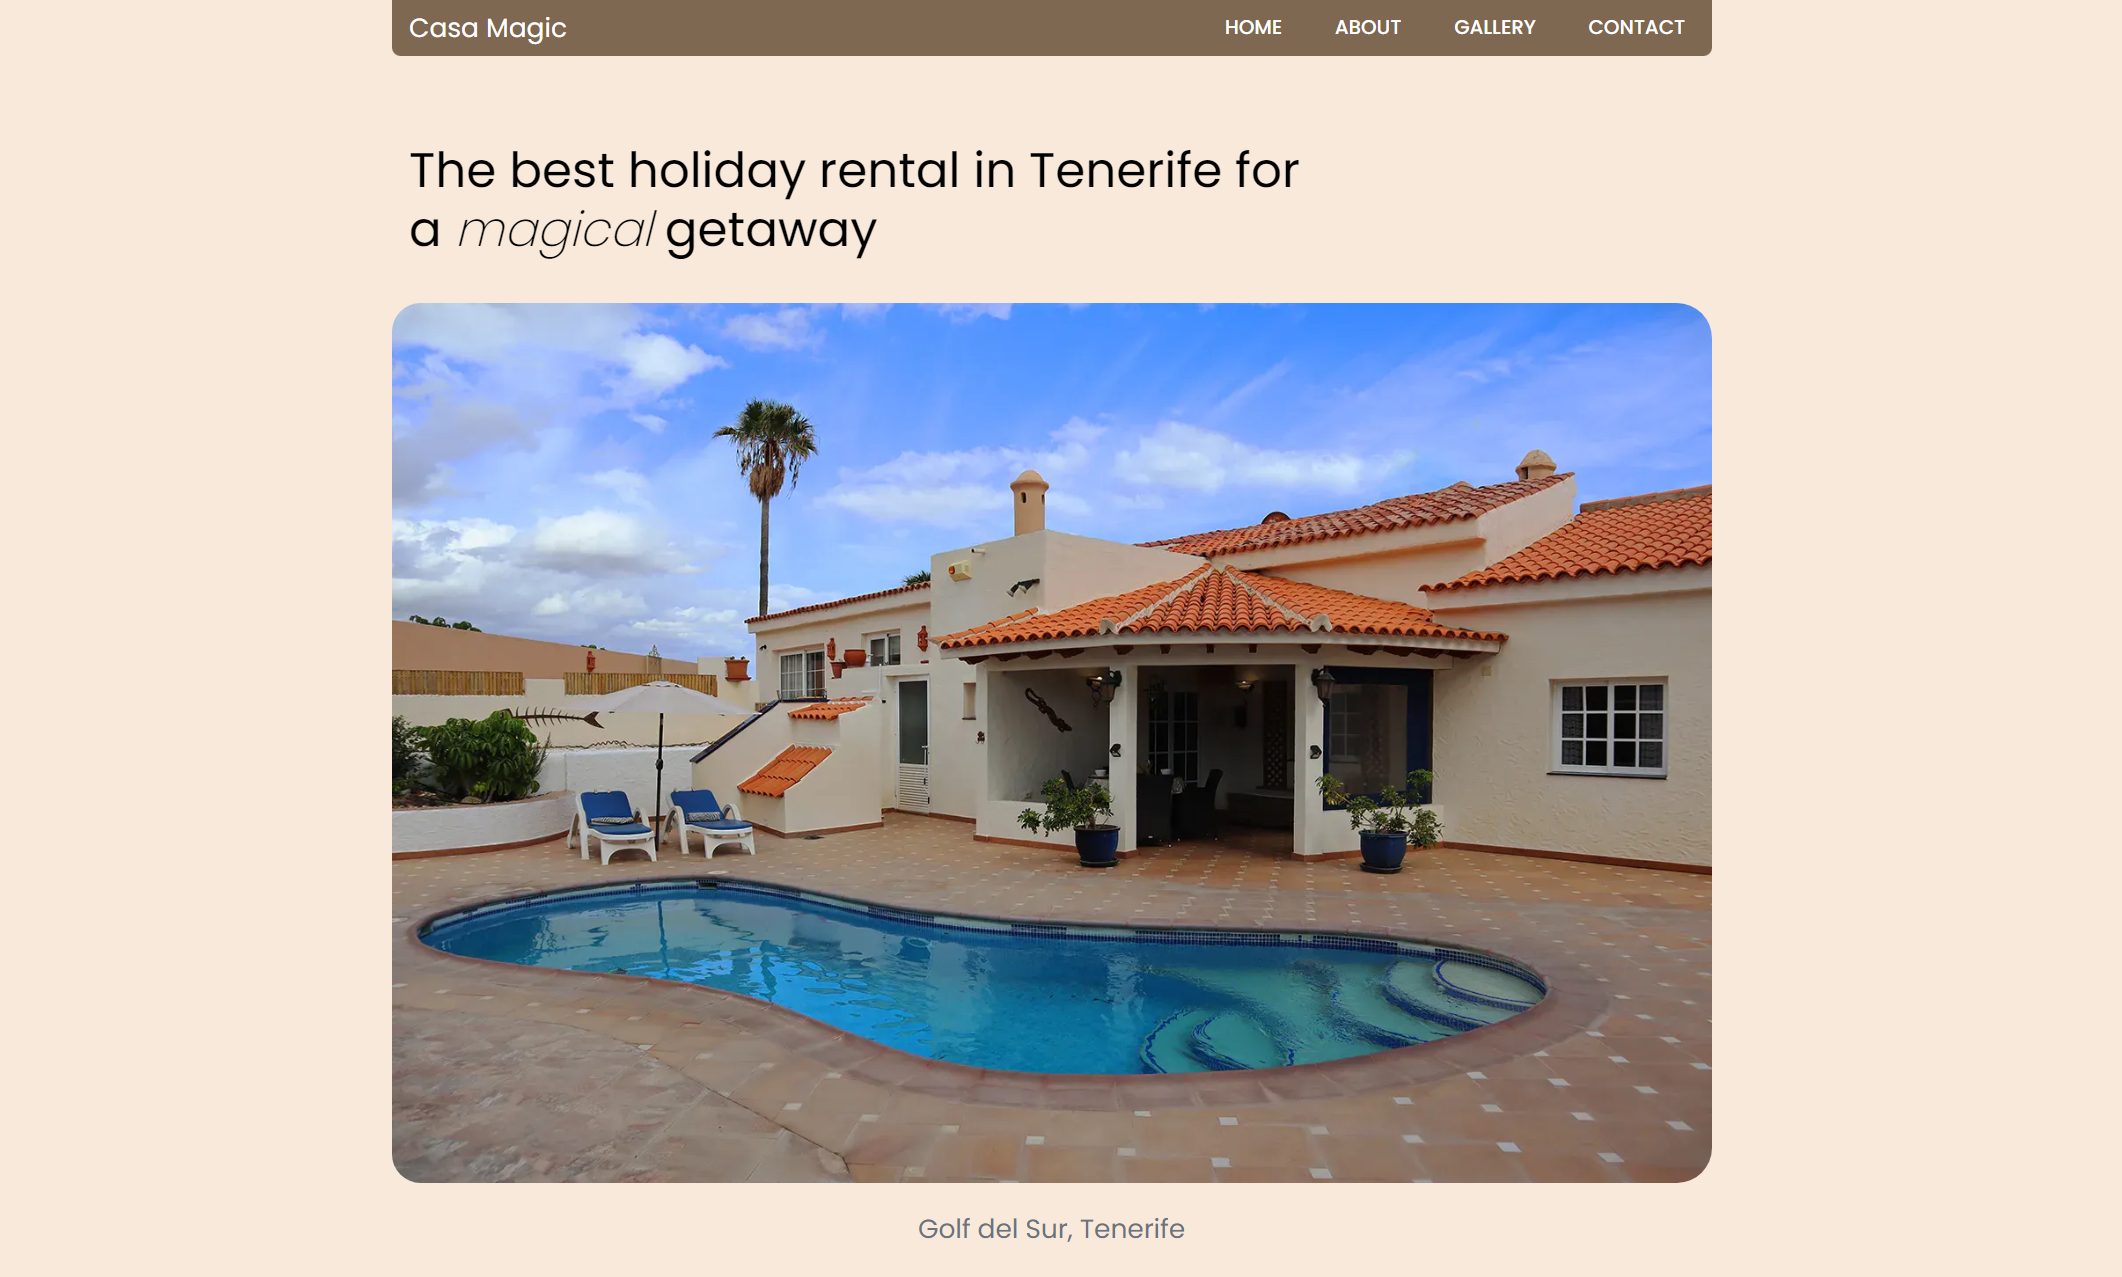 Casa Magic
HOME ABOUT GALLERY CONTACT
The best holiday rental in Tenerife for
a magical getaway
Golf del Sur, Tenerife